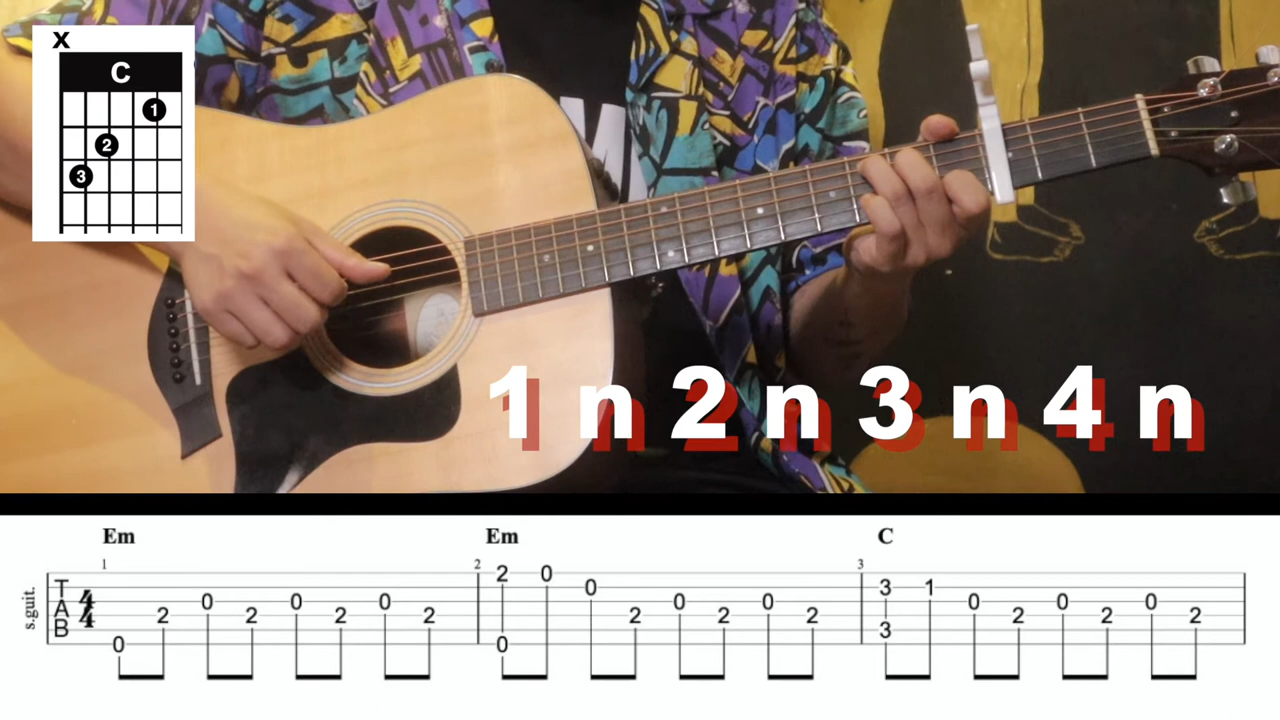 x
C
1
2
3
1 n 2 n 3 n 4 n
Em Em C
1 2 3
s.guit.
T
A
B
4
4
2 0 0 3 1
0 0 0 0 0 0 0 0 0
2 2 2 2 2 2 2 2 2 2
3
0 0